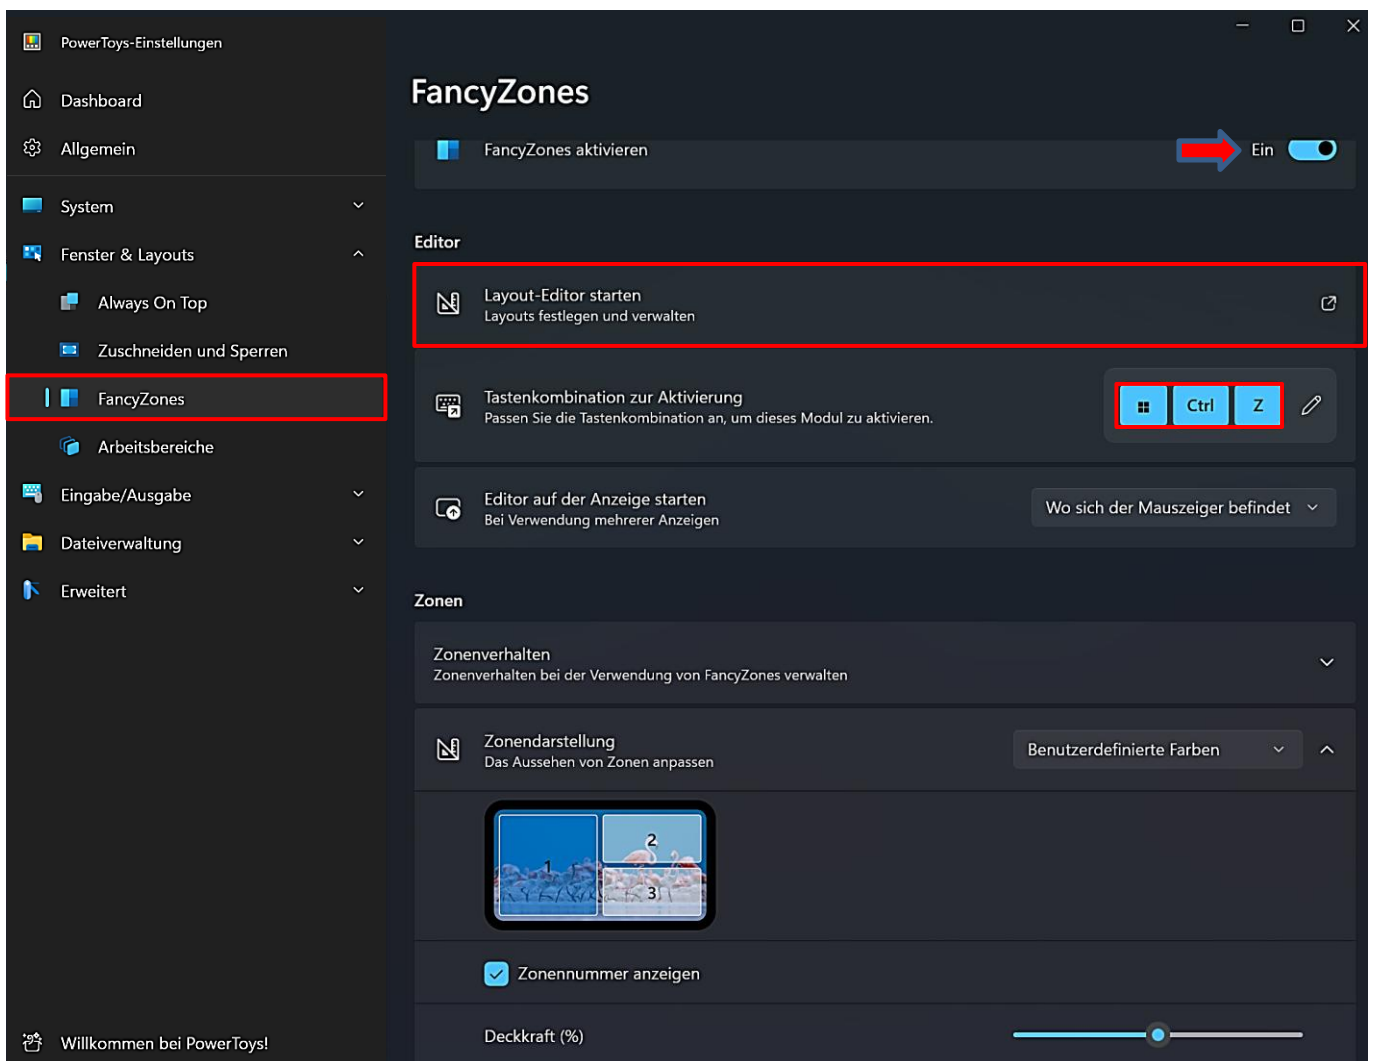 PowerToys-Einstellungen
Dashboard
Allgemein
System
Fenster & Layouts
Always On Top
Zuschneiden und Sperren
FancyZones
Arbeitsbereiche
Eingabe/Ausgabe
Dateiverwaltung
Erweitert
Willkommen bei PowerToys!
FancyZones
FancyZones aktivieren
Ein
Editor
Layout-Editor starten
Layouts festlegen und verwalten
Tastenkombination zur Aktivierung
Passen Sie die Tastenkombination an, um dieses Modul zu aktivieren.
Ctrl Z
Editor auf der Anzeige starten
Bei Verwendung mehrerer Anzeigen
Wo sich der Mauszeiger befindet
Zonen
Zonenverhalten
Zonenverhalten bei der Verwendung von FancyZones verwalten
Zonendarstellung
Das Aussehen von Zonen anpassen
Benutzerdefinierte Farben
1
2
3
Zonennummer anzeigen
Deckkraft (%)